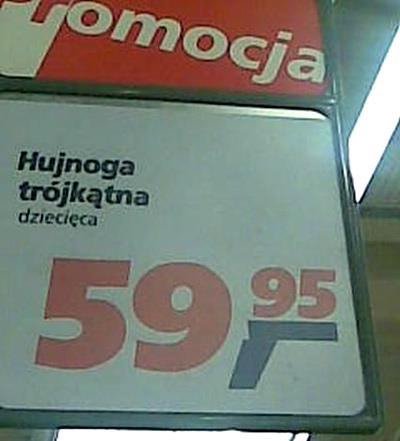 Promocja
Hujnoga
trójkątna
dziecięca
59 95